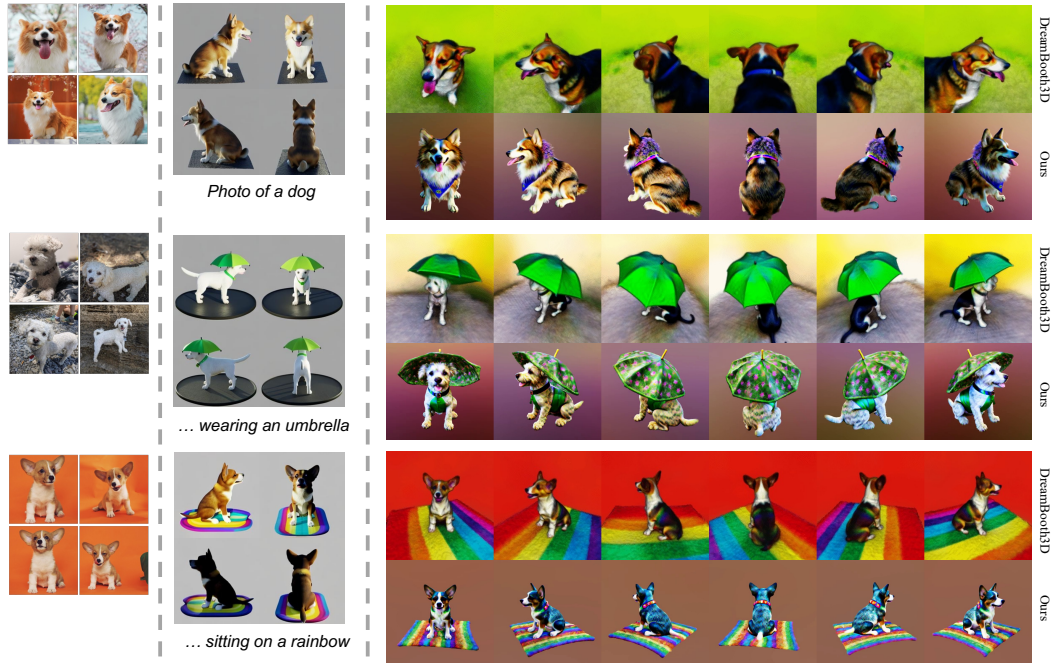 DreamBooth3D
Ours
Photo of a dog
DreamBooth3D
Ours
... wearing an umbrella
DreamBooth3D
Ours
... sitting on a rainbow